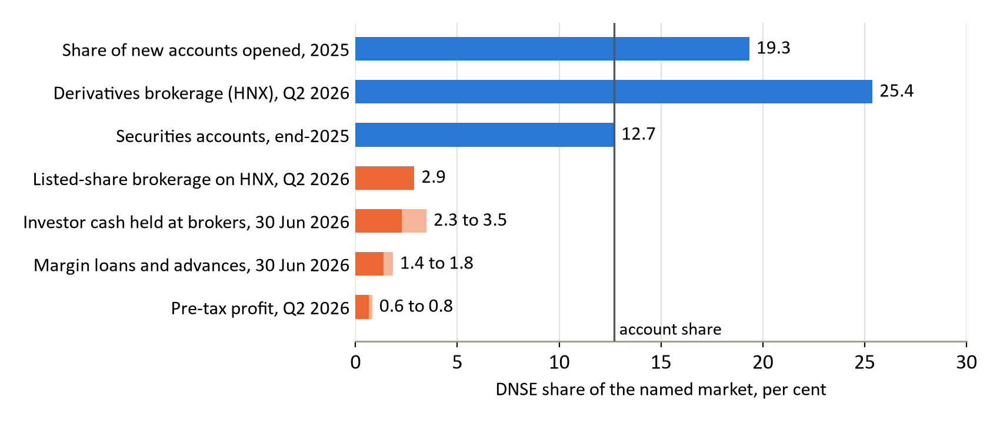 Share of new accounts opened, 2025 19.3
Derivatives brokerage (HNX), Q2 2026 25.4
Securities accounts, end-2025 12.7
Listed-share brokerage on HNX, Q2 2026 2.9
Investor cash held at brokers, 30 Jun 2026 2.3 to 3.5
Margin loans and advances, 30 Jun 2026 1.4 to 1.8
Pre-tax profit, Q2 2026 0.6 to 0.8
account share
0 5 10 15 20 25 30
DNSE share of the named market, per cent